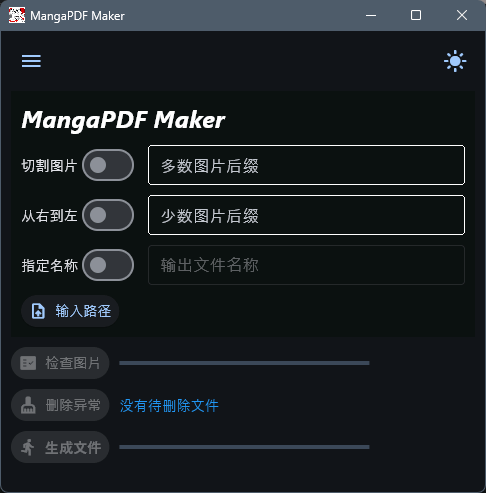 MangaPDF Maker
MangaPDF Maker
切割图片 多数图片后缀
从右到左 少数图片后缀
指定名称 输出文件名称
输入路径
检查图片
删除异常 没有待删除文件
生成文件